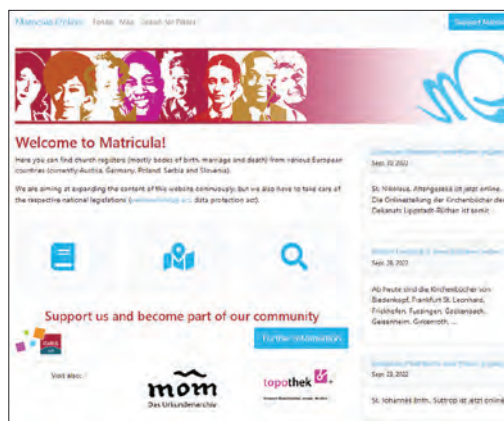 Matricula Online Fonds Map Search for Places
Support Matricula
Welcome to Matricula!
Here you can find church registers (mostly books of birth, marriage and death) from various European
countries (currently Austria, Germany, Poland, Serbia and Slovenia).
We are aiming at expanding the content of this website continuously, but we also have to take care of
the respective national legislations (
data protection act).
Support us and become part of our community
Further information
Visit also:
mom
Das Urkundenarchiv
topothek
Sept. 30, 2022
St. Nikolaus, Altengeseke ist jetzt online.
Die Onlinestellung der Kirchenbücher des
Dekanats Lippstadt-Rüthen ist somit
Sept. 28, 2022
Ab heute sind die Kirchenbücher von
Biedenkopf, Frankfurt St. Leonhard,
Frickhofen, Fussingen,
Geisenheim, Ginsenroth, ...
Sept. 23, 2022
St. Johannes Enth. Suttrop ist jetzt online